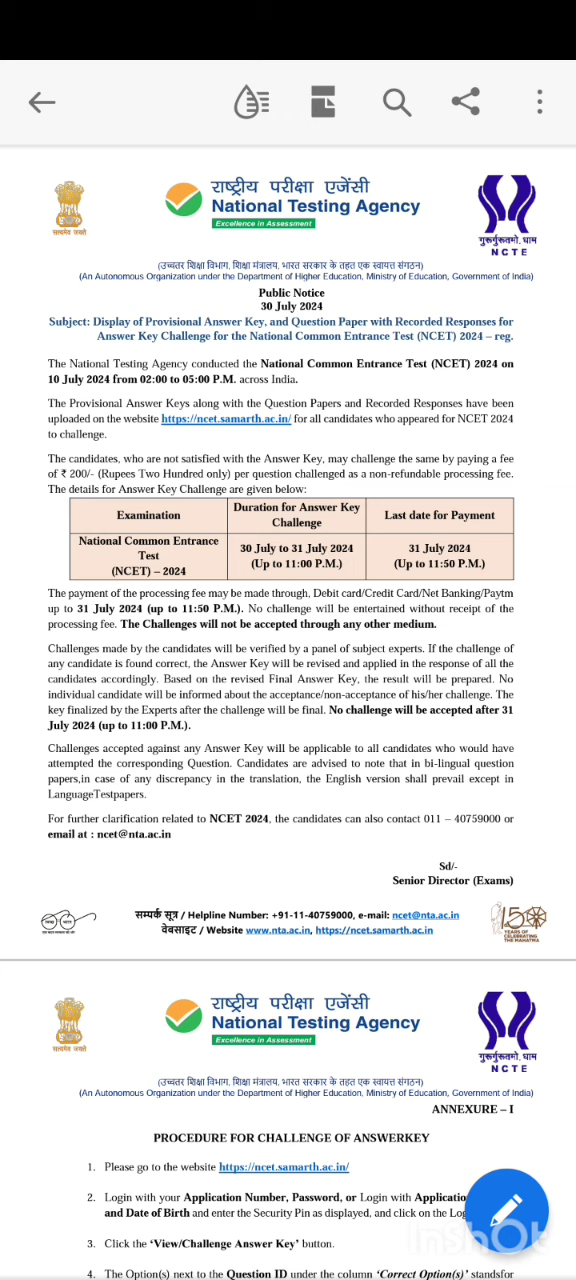 राष्ट्रीय परीक्षा एजेंसी
National Testing Agency
Excellence in Assessment
सत्यमेव जयते
गुरुर्गुरुतमो धाम
NCTE
(उच्चतर शिक्षा विभाग, शिक्षा मंत्रालय, भारत सरकार के तहत एक स्वायत्त संगठन)
(An Autonomous Organization under the Department of Higher Education, Ministry of Education, Government of India)
Public Notice
30 July 2024
Subject: Display of Provisional Answer Key, and Question Paper with Recorded Responses for
Answer Key Challenge for the National Common Entrance Test (NCET) 2024 – reg.
The National Testing Agency conducted the National Common Entrance Test (NCET) 2024 on
10 July 2024 from 02:00 to 05:00 P.M. across India.
The Provisional Answer Keys along with the Question Papers and Recorded Responses have been
uploaded on the website https://ncet.samarth.ac.in/ for all candidates who appeared for NCET 2024
to challenge.
The candidates, who are not satisfied with the Answer Key, may challenge the same by paying a fee
of ₹ 200/- (Rupees Two Hundred only) per question challenged as a non-refundable processing fee.
The details for Answer Key Challenge are given below:
Examination
Duration for Answer Key
Challenge
Last date for Payment
National Common Entrance
Test
(NCET) – 2024
30 July to 31 July 2024
(Up to 11:00 P.M.)
31 July 2024
(Up to 11:50 P.M.)
The payment of the processing fee may be made through, Debit card/Credit Card/Net Banking/Paytm
up to 31 July 2024 (up to 11:50 P.M.). No challenge will be entertained without receipt of the
processing fee. The Challenges will not be accepted through any other medium.
Challenges made by the candidates will be verified by a panel of subject experts. If the challenge of
any candidate is found correct, the Answer Key will be revised and applied in the response of all the
candidates accordingly. Based on the revised Final Answer Key, the result will be prepared. No
individual candidate will be informed about the acceptance/non-acceptance of his/her challenge. The
key finalized by the Experts after the challenge will be final. No challenge will be accepted after 31
July 2024 (up to 11:00 P.M.).
Challenges accepted against any Answer Key will be applicable to all candidates who would have
attempted the corresponding Question. Candidates are advised to note that in bi-lingual question
papers,in case of any discrepancy in the translation, the English version shall prevail except in
LanguageTestpapers.
For further clarification related to NCET 2024, the candidates can also contact 011 – 40759000 or
email at : ncet@nta.ac.in
Sd/-
Senior Director (Exams)
सम्पर्क सूत्र / Helpline Number: +91-11-40759000, e-mail: ncet@nta.ac.in
वेबसाइट / Website www.nta.ac.in, https://ncet.samarth.ac.in
150
YEARS OF
CELEBRATING
THE MAHATMA
राष्ट्रीय परीक्षा एजेंसी
National Testing Agency
Excellence in Assessment
सत्यमेव जयते
गुरुर्गुरुतमो धाम
NCTE
(उच्चतर शिक्षा विभाग, शिक्षा मंत्रालय, भारत सरकार के तहत एक स्वायत्त संगठन)
(An Autonomous Organization under the Department of Higher Education, Ministry of Education, Government of India)
ANNEXURE – I
PROCEDURE FOR CHALLENGE OF ANSWERKEY
1. Please go to the website https://ncet.samarth.ac.in/
2. Login with your Application Number, Password, or Login with
and Date of Birth and enter the Security Pin as displayed, and click on the
3. Click the ‘View/Challenge Answer Key’ button.
4. The Option(s) next to the Question ID under the column ‘Correct Option(s)’ standsfor
InShOt